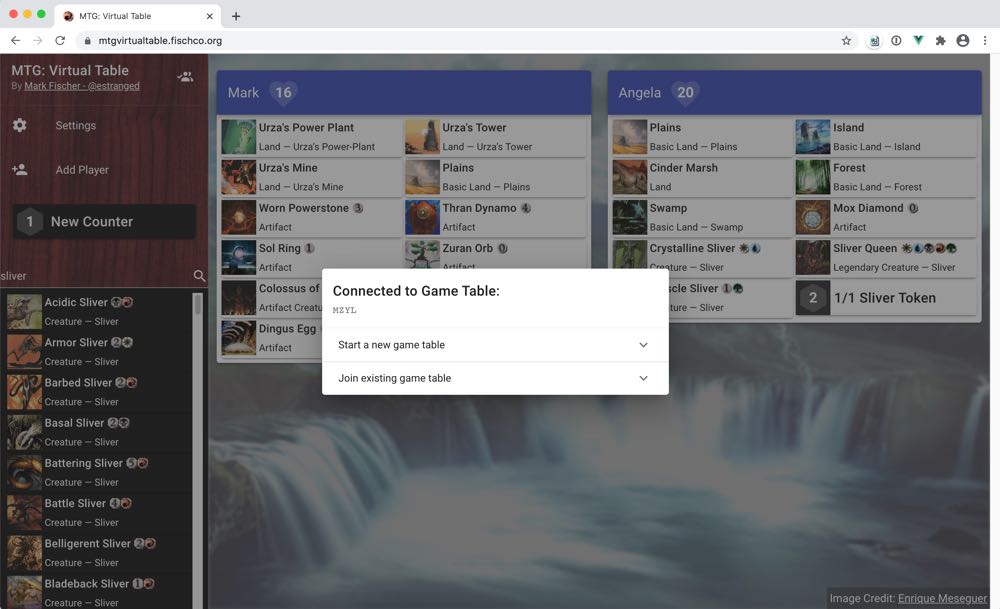 MTG: Virtual Table
mtgvirtualtable.fischco.org
MTG: Virtual Table
By Mark Fischer - @estranged
Settings
Add Player
1 New Counter
sliver
Acidic Sliver
Creature — Sliver
Armor Sliver 2
Creature — Sliver
Barbed Sliver 2
Creature — Sliver
Basal Sliver 2
Creature — Sliver
Battering Sliver 5
Creature — Sliver
Battle Sliver 4
Creature — Sliver
Belligerent Sliver 2
Creature — Sliver
Bladeback Sliver 1
Creature — Sliver
Mark 16
Urza's Power Plant
Land — Urza's Power-Plant
Urza's Tower
Land — Urza's Tower
Urza's Mine
Land — Urza's Mine
Plains
Basic Land — Plains
Worn Powerstone 3
Artifact
Thran Dynamo 4
Artifact
Sol Ring 1
Artifact
Zuran Orb 0
Artifact
Colossus of
Artifact Creatu
Dingus Egg
Artifact
Angela 20
Plains
Basic Land — Plains
Island
Basic Land — Island
Cinder Marsh
Land
Forest
Basic Land — Forest
Swamp
Basic Land — Swamp
Mox Diamond 0
Artifact
Crystalline Sliver
Creature — Sliver
Sliver Queen
Legendary Creature — Sliver
Sliver 1
— Sliver
2 1/1 Sliver Token
Connected to Game Table:
MZYL
Start a new game table
Join existing game table
Image Credit: Enrique Meseguer